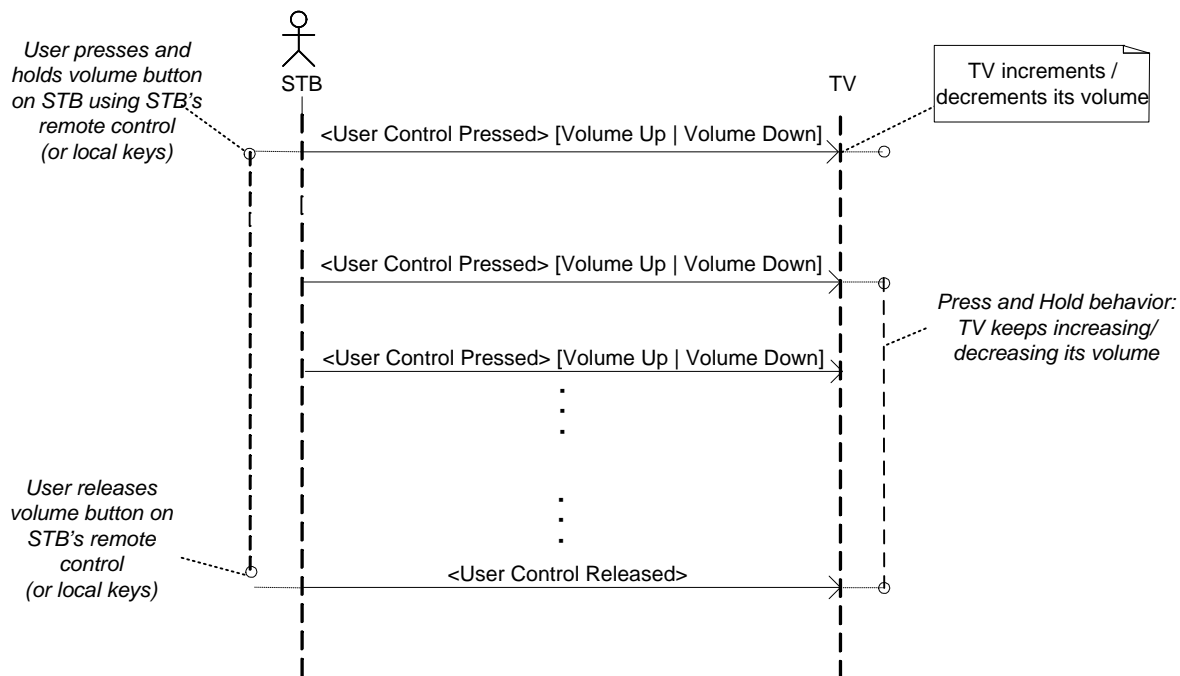 User presses and
holds volume button
on STB using STB's
remote control
(or local keys)
STB
TV
TV increments /
decrements its volume
<User Control Pressed> [Volume Up | Volume Down]
<User Control Pressed> [Volume Up | Volume Down]
Press and Hold behavior:
TV keeps increasing/
decreasing its volume
<User Control Pressed> [Volume Up | Volume Down]
User releases
volume button on
STB's remote
control
(or local keys)
<User Control Released>